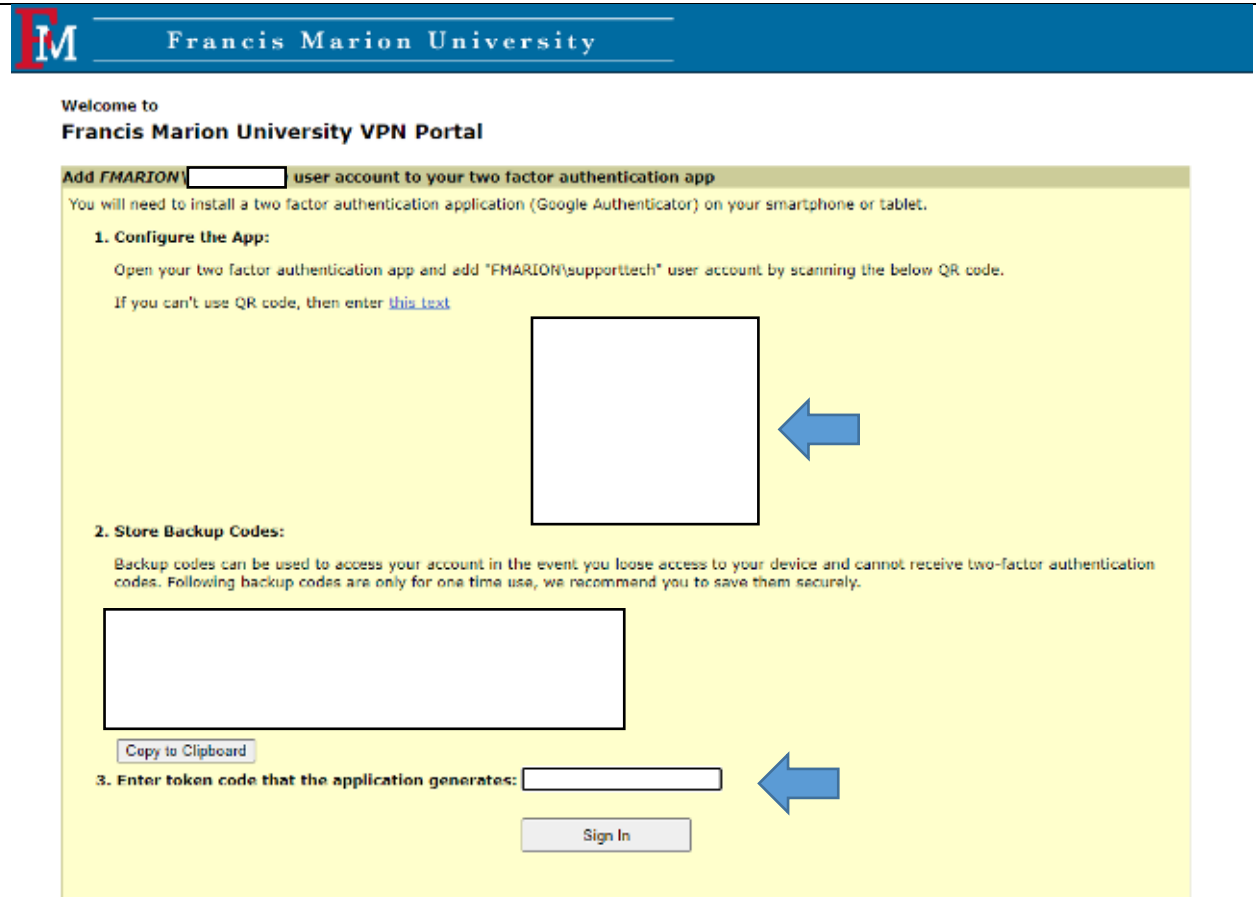 FM Francis Marion University
Welcome to
Francis Marion University VPN Portal
Add FMARION\ user account to your two factor authentication app
You will need to install a two factor authentication application (Google Authenticator) on your smartphone or tablet.
1. Configure the App:
Open your two factor authentication app and add "FMARION\supporttech" user account by scanning the below QR code.
If you can't use QR code, then enter this text
2. Store Backup Codes:
Backup codes can be used to access your account in the event you loose access to your device and cannot receive two-factor authentication
codes. Following backup codes are only for one time use, we recommend you to save them securely.
Copy to Clipboard
3. Enter token code that the application generates:
Sign In